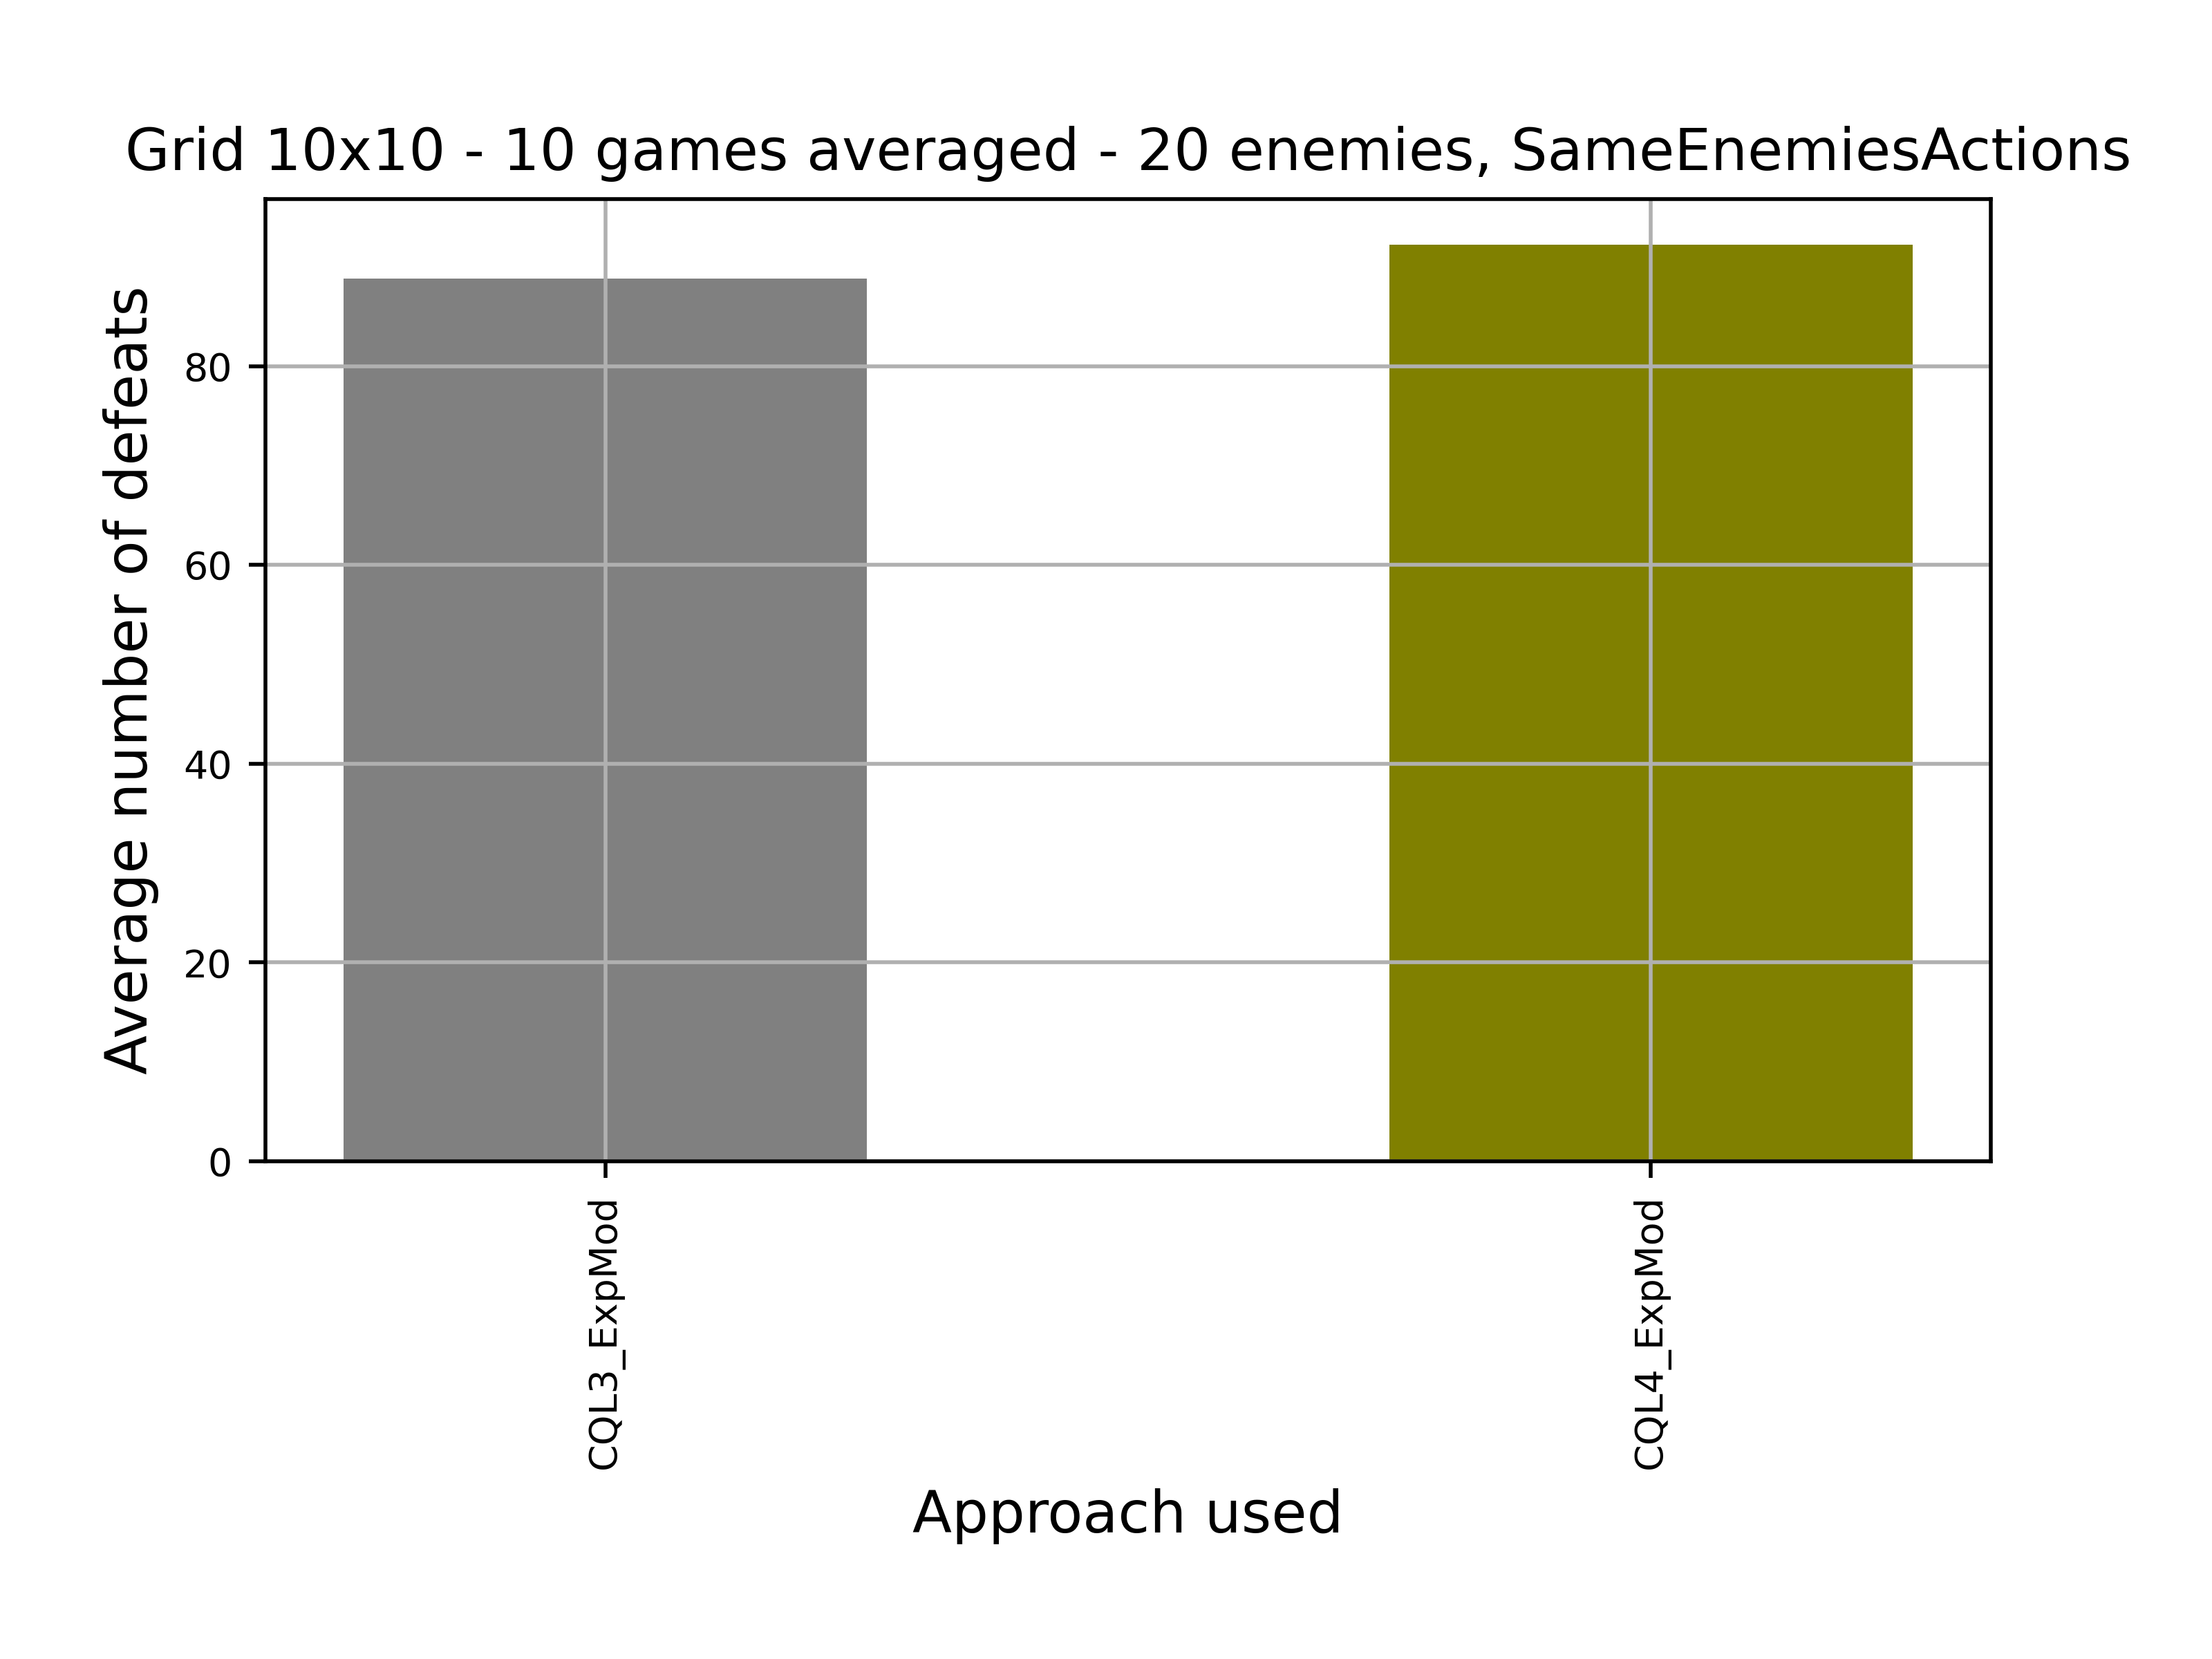 Grid 10x10 - 10 games averaged - 20 enemies, SameEnemiesActions
Average number of defeats
80
60
40
20
0
CQL3_ExpMod
CQL4_ExpMod
Approach used